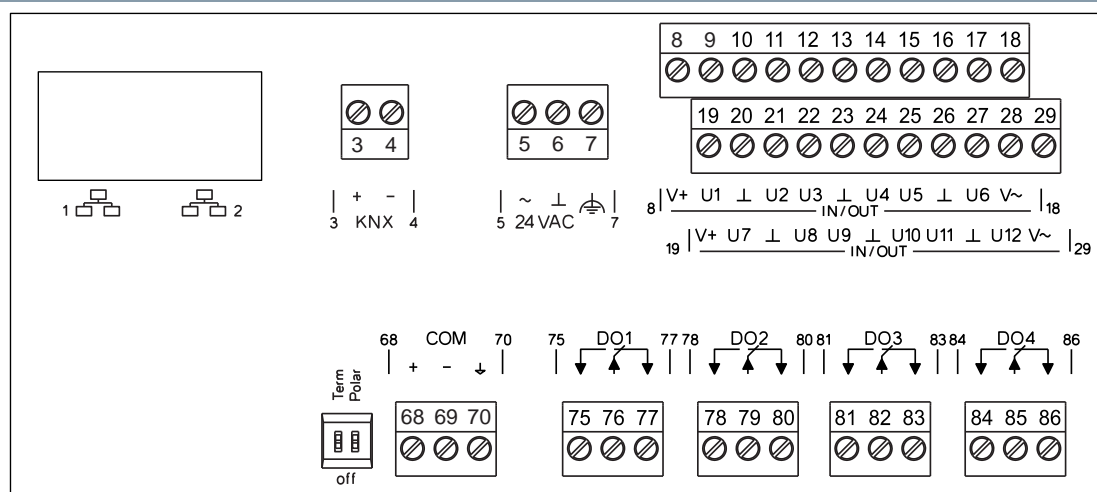 8 9 10 11 12 13 14 15 16 17 18
19 20 21 22 23 24 25 26 27 28 29
3 4
5 6 7
1 2
+ −
3 KNX 4
~ ⊥
5 24 VAC 7
8 V+ U1 ⊥ U2 U3 ⊥ U4 U5 ⊥ U6 V~ 18
IN/OUT
19 V+ U7 ⊥ U8 U9 ⊥ U10 U11 ⊥ U12 V~ 29
IN/OUT
68 COM 70
75 DO1 77
78 DO2 80
81 DO3 83
84 DO4 86
+ −
Term
Polar
off
68 69 70
75 76 77
78 79 80
81 82 83
84 85 86